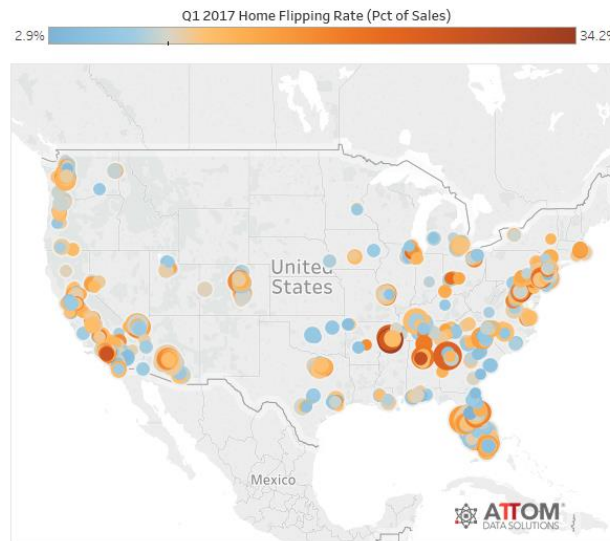 Q1 2017 Home Flipping Rate (Pct of Sales)
2.9%
34.2%
United
States
Mexico
ATTOM
DATA SOLUTIONS